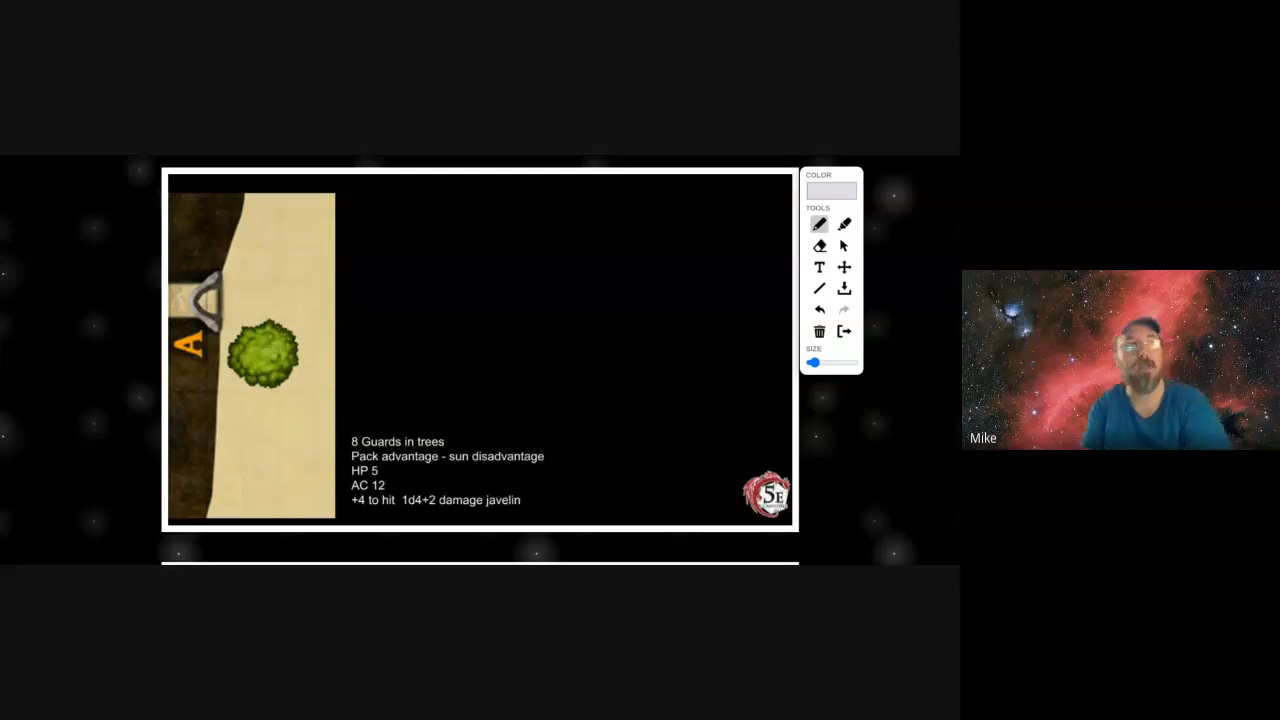 COLOR
TOOLS
T
SIZE
A
8 Guards in trees
Pack advantage - sun disadvantage
HP 5
AC 12
+4 to hit  1d4+2 damage javelin
5E
Mike